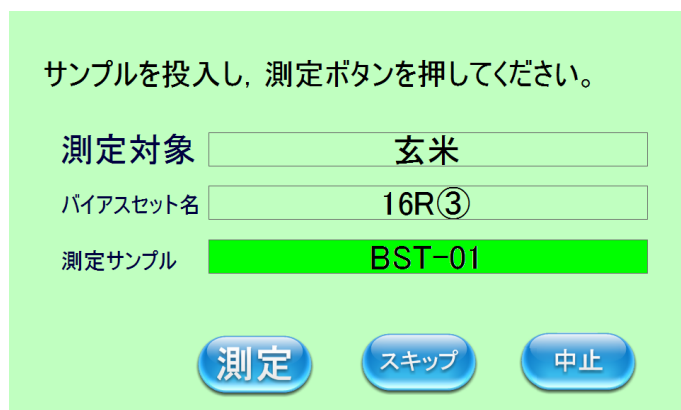 サンプルを投入し，測定ボタンを押してください。
測定対象 玄米
バイアスセット名 16R③
測定サンプル BST-01
測定 スキップ 中止